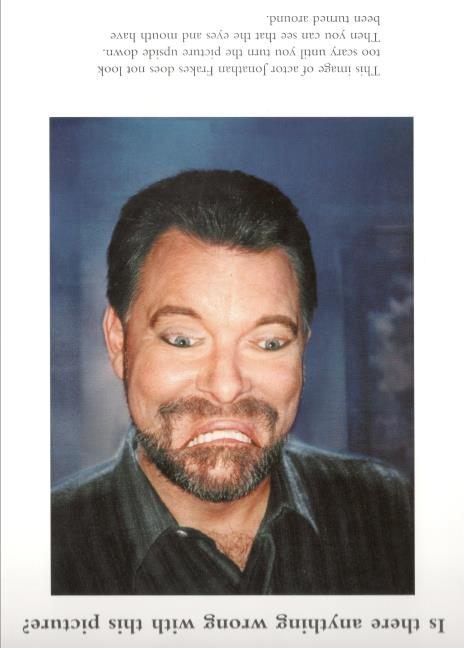 Is there anything wrong with this picture?
This image of actor Jonathan Frakes does not look
too scary until you turn the picture upside down.
Then you can see that the eyes and mouth have
been turned around.